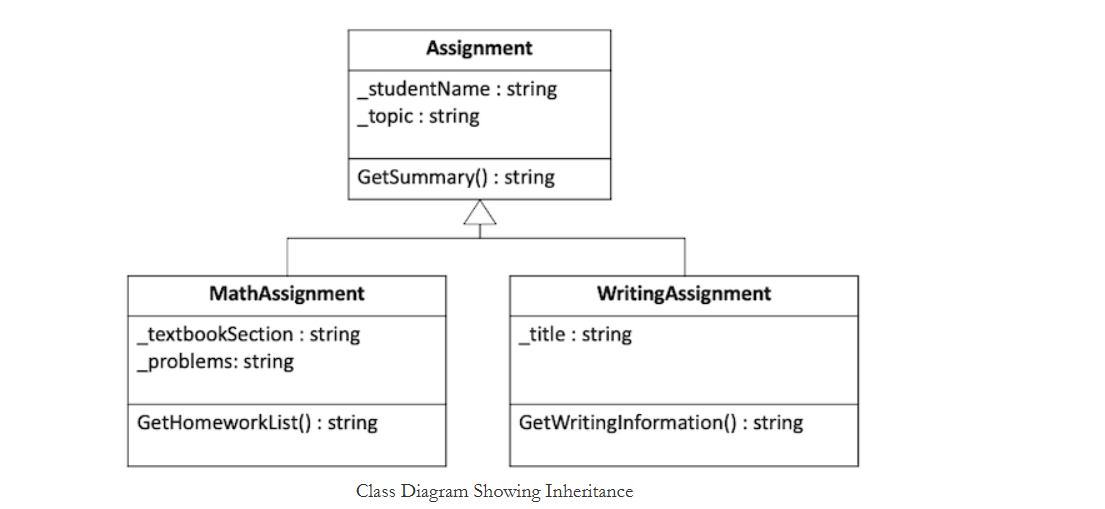 Assignment
_studentName : string
_topic : string
GetSummary() : string
MathAssignment
_textbookSection : string
_problems: string
GetHomeworkList() : string
WritingAssignment
_title : string
GetWritingInformation() : string
Class Diagram Showing Inheritance